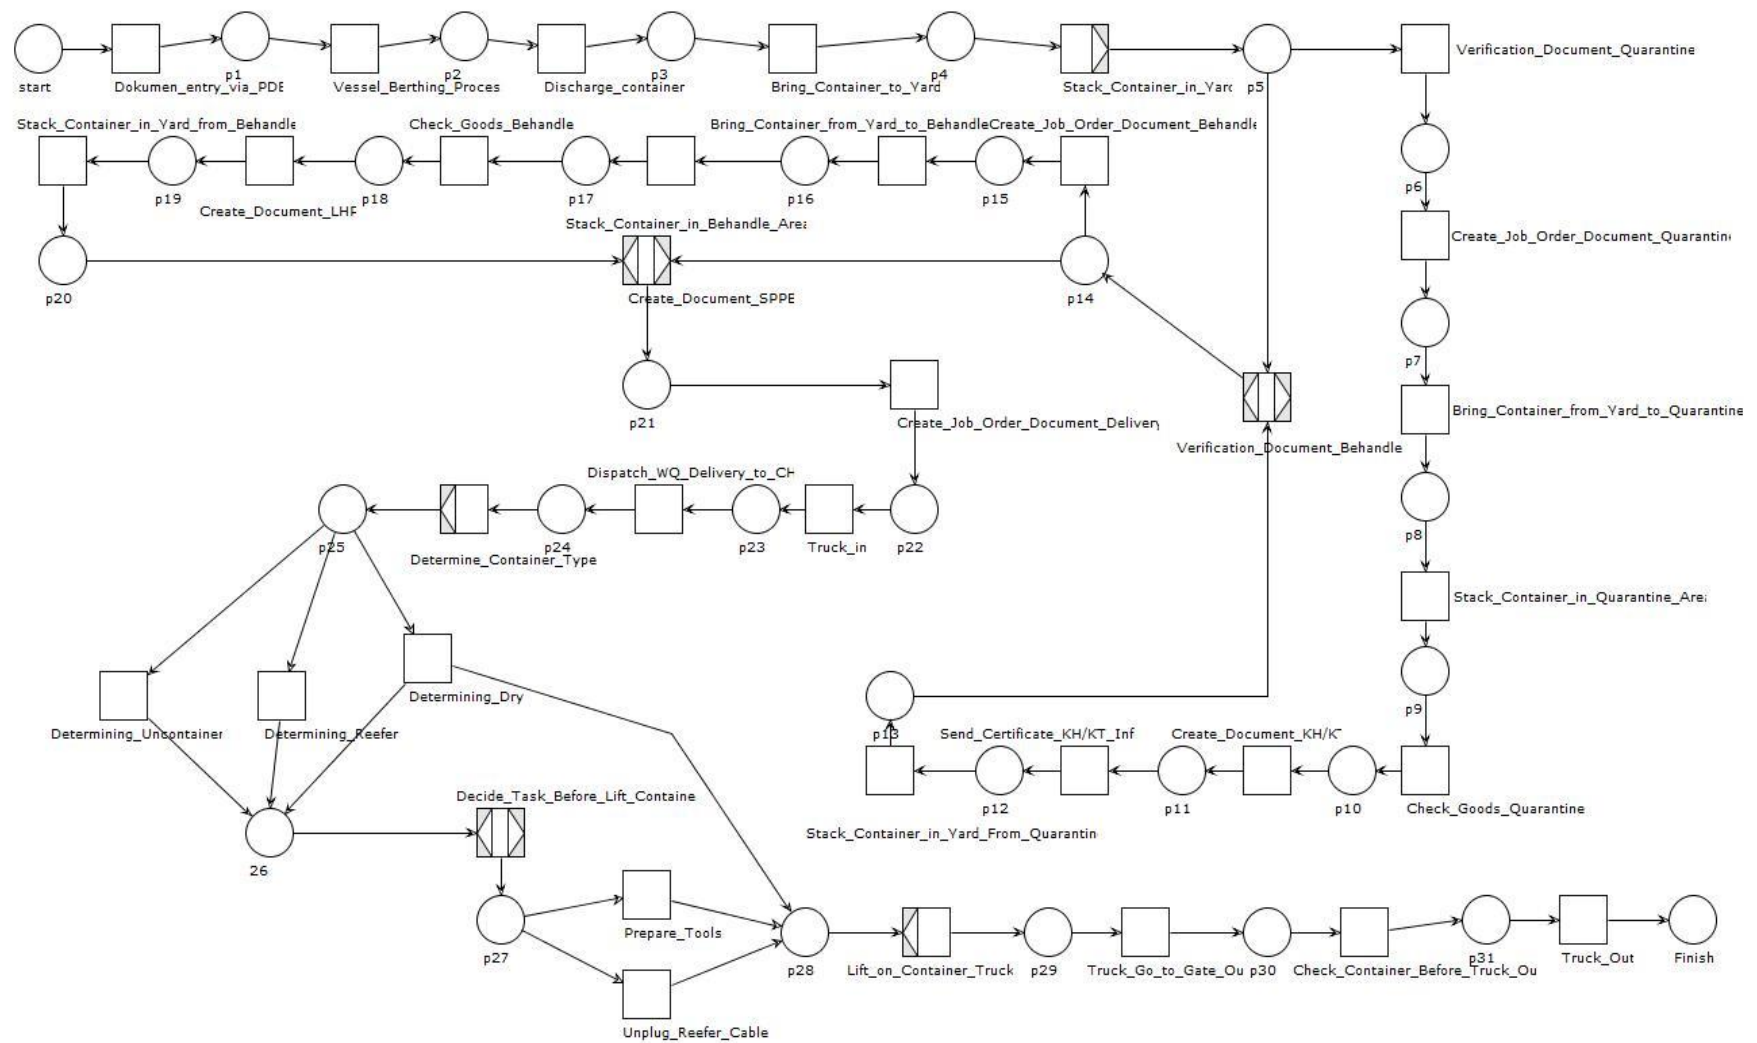 start
Dokumen_entry_via_PDE
p1
Vessel_Berthing_Proces
p2
Discharge_container
p3
Bring_Container_to_Yard
p4
Stack_Container_in_Yard
p5
Verification_Document_Quarantine
Stack_Container_in_Yard_from_Behandle
Check_Goods_Behandle
Bring_Container_from_Yard_to_Behandle
Create_Job_Order_Document_Behandle
p19
Create_Document_LHP
p18
p17
p16
p15
p6
Stack_Container_in_Behandle_Area
Create_Job_Order_Document_Quarantine
p20
Create_Document_SPPB
p14
p7
p21
Create_Job_Order_Document_Delivery
Bring_Container_from_Yard_to_Quarantine
Verification_Document_Behandle
Dispatch_WQ_Delivery_to_CH
p25
Determine_Container_Type
p24
p23
Truck_in
p22
p8
Stack_Container_in_Quarantine_Area
Determining_Dry
p9
Determining_Uncontainer
Determining_Reefer
p13
Send_Certificate_KH/KT_Inf
Create_Document_KH/KT
Decide_Task_Before_Lift_Containe
p12
p11
p10
Check_Goods_Quarantine
Stack_Container_in_Yard_From_Quarantin
26
Prepare_Tools
p27
p28
Lift_on_Container_Truck
p29
Truck_Go_to_Gate_Ou
p30
Check_Container_Before_Truck_Ou
p31
Truck_Out
Finish
Unplug_Reefer_Cable